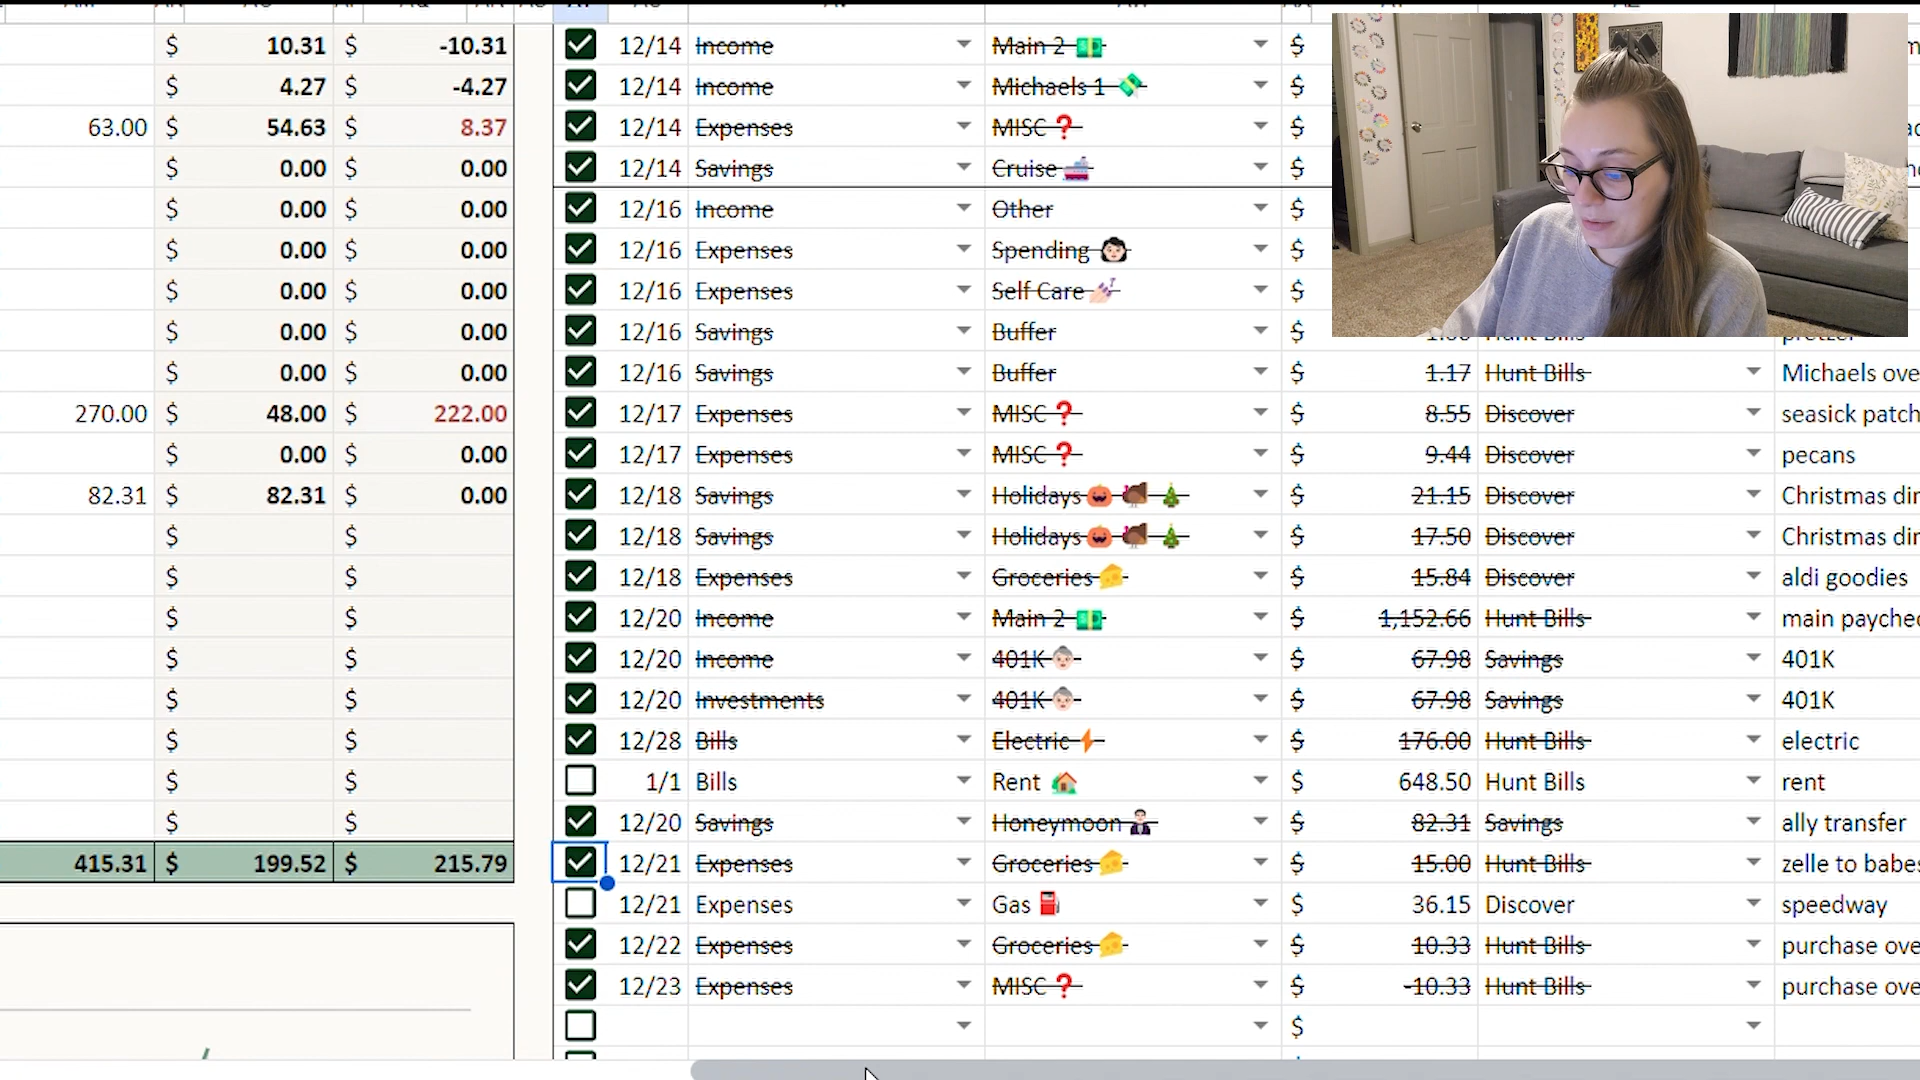 $ 10.31 $ -10.31 12/14 Income Main 2 $
$ 4.27 $ -4.27 12/14 Income Michaels 1 $
63.00 $ 54.63 $ 8.37 12/14 Expenses MISC $
$ 0.00 $ 0.00 12/14 Savings Cruise $
$ 0.00 $ 0.00 12/16 Income Other $
$ 0.00 $ 0.00 12/16 Expenses Spending $
$ 0.00 $ 0.00 12/16 Expenses Self Care $
$ 0.00 $ 0.00 12/16 Savings Buffer $
$ 0.00 $ 0.00 12/16 Savings Buffer $ 1.17 Hunt Bills Michaels ove
270.00 $ 48.00 $ 222.00 12/17 Expenses MISC $ 8.55 Discover seasick patch
$ 0.00 $ 0.00 12/17 Expenses MISC $ 9.44 Discover pecans
82.31 $ 82.31 $ 0.00 12/18 Savings Holidays $ 21.15 Discover Christmas din
$ $ 12/18 Savings Holidays $ 17.50 Discover Christmas din
$ $ 12/18 Expenses Groceries $ 15.84 Discover aldi goodies
$ $ 12/20 Income Main 2 $ 1,152.66 Hunt Bills main payched
$ $ 12/20 Income 401K $ 67.98 Savings 401K
$ $ 12/20 Investments 401K $ 67.98 Savings 401K
$ $ 12/28 Bills Electric $ 176.00 Hunt Bills electric
$ $ 1/1 Bills Rent $ 648.50 Hunt Bills rent
$ $ 12/20 Savings Honeymoon $ 82.31 Savings ally transfer
415.31 $ 199.52 $ 215.79 12/21 Expenses Groceries $ 15.00 Hunt Bills zelle to babes
12/21 Expenses Gas $ 36.15 Discover speedway
12/22 Expenses Groceries $ 10.33 Hunt Bills purchase ove
12/23 Expenses MISC $ -10.33 Hunt Bills purchase ove
$